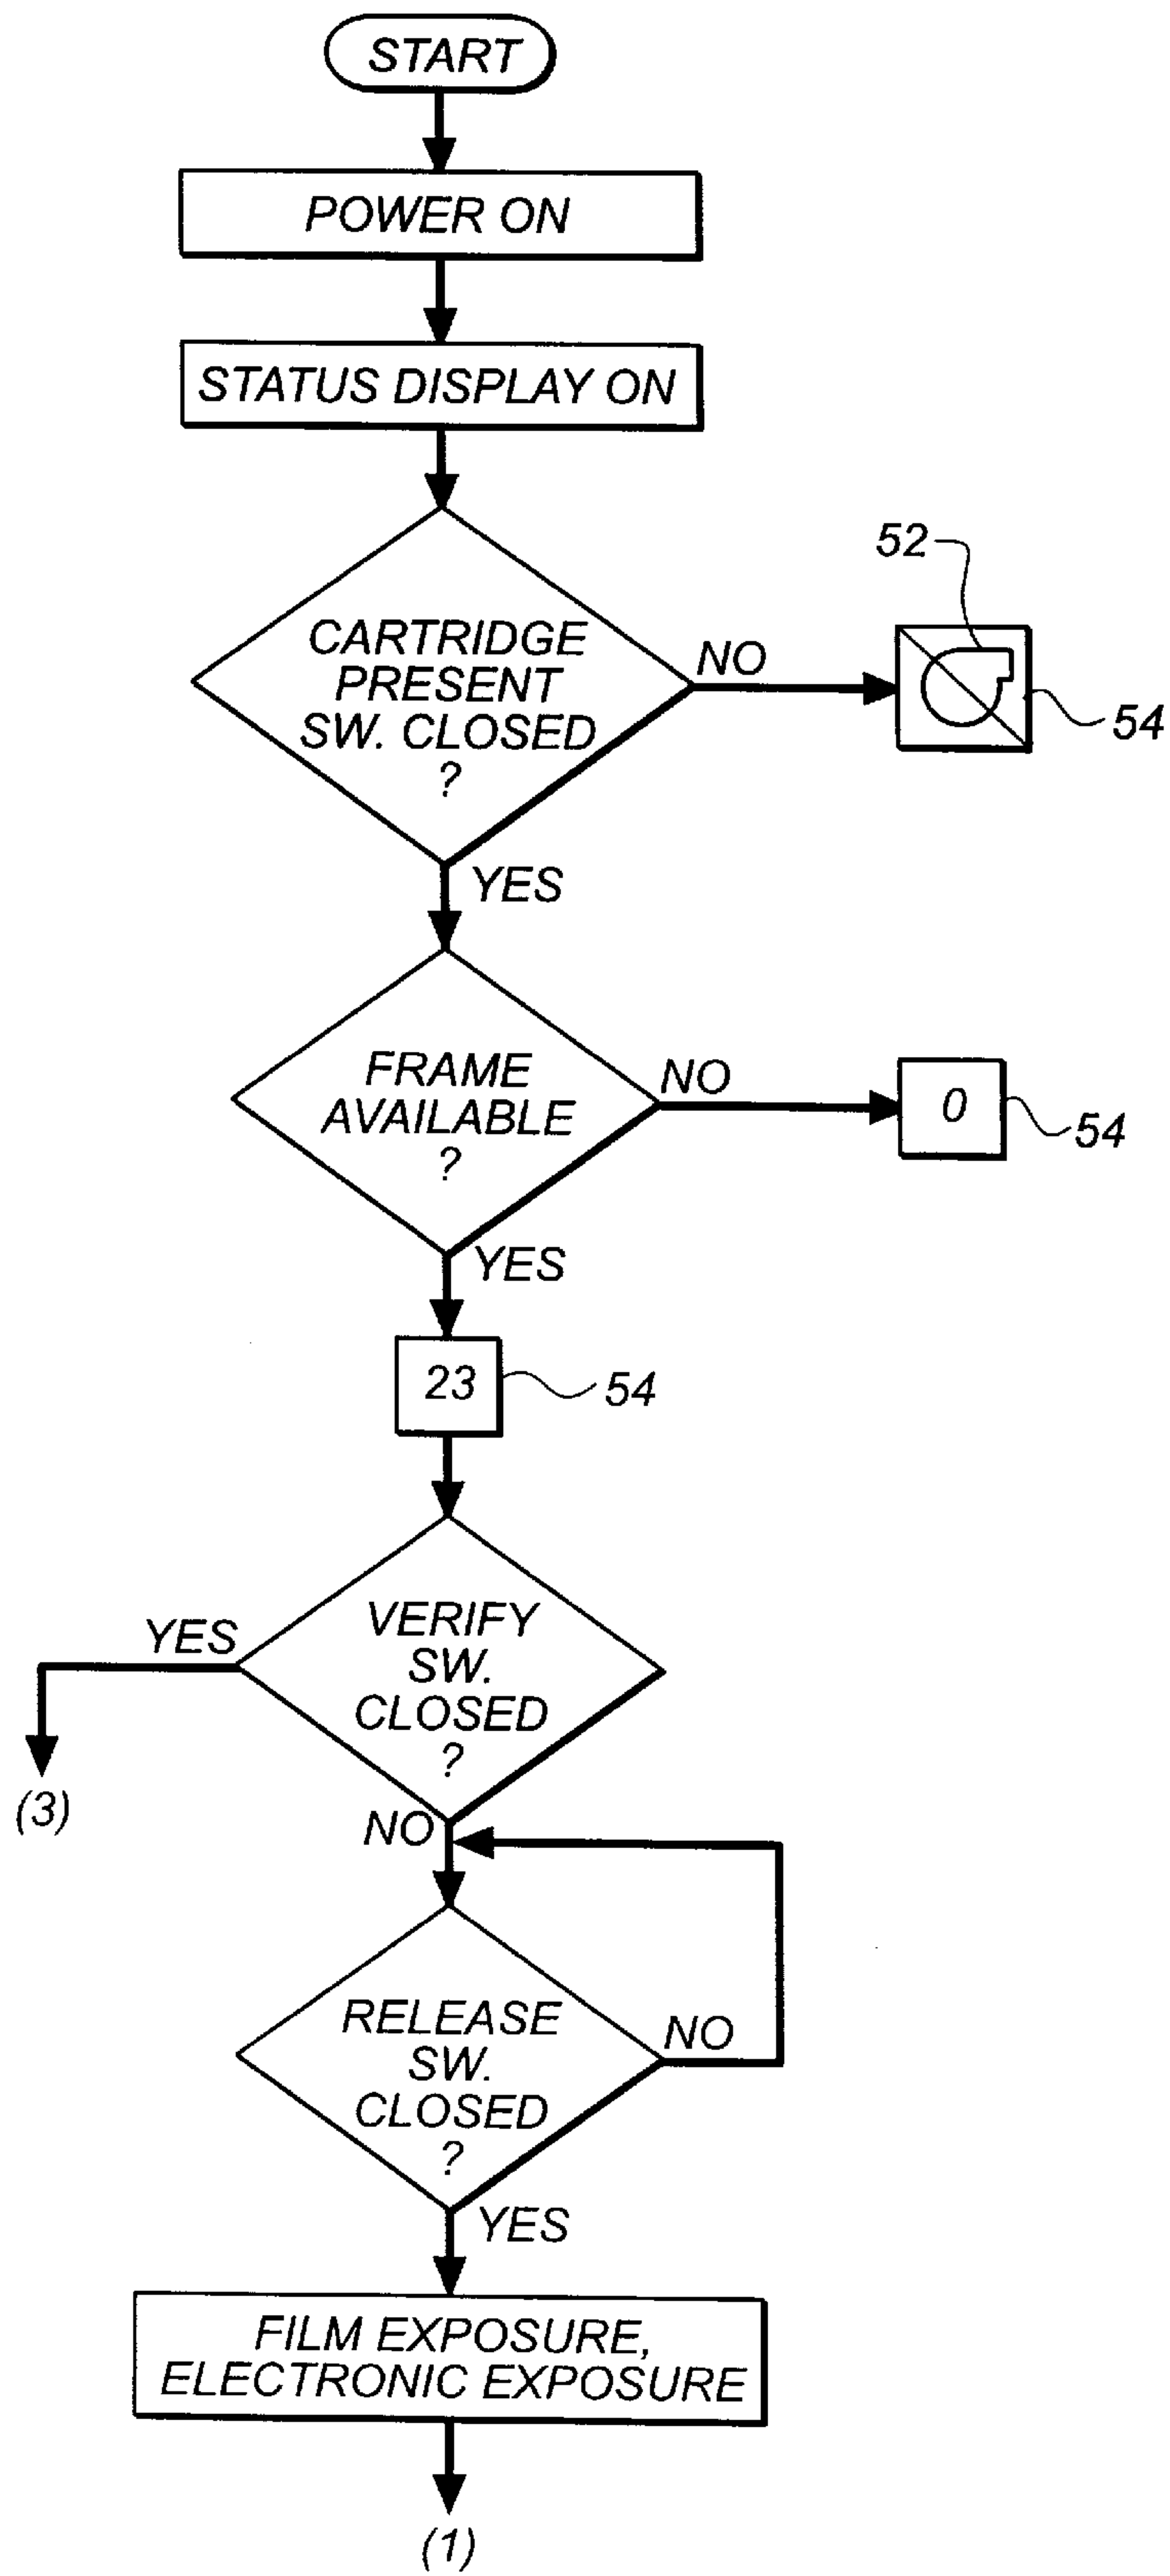 START
POWER ON
STATUS DISPLAY ON
52
CARTRIDGE
PRESENT
SW. CLOSED
?
NO
54
YES
FRAME
AVAILABLE
?
NO
0
54
YES
23
54
VERIFY
SW.
CLOSED
?
YES
(3)
NO
RELEASE
SW.
CLOSED
?
NO
YES
FILM EXPOSURE,
ELECTRONIC EXPOSURE
(1)